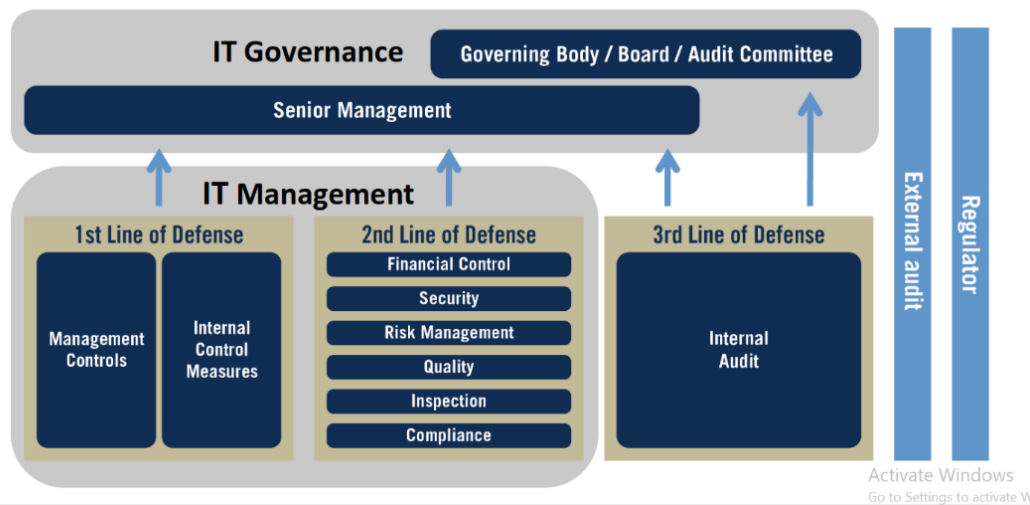 IT Governance
Governing Body / Board / Audit Committee
Senior Management
IT Management
1st Line of Defense
Management
Controls
Internal
Control
Measures
2nd Line of Defense
Financial Control
Security
Risk Management
Quality
Inspection
Compliance
3rd Line of Defense
Internal
Audit
External audit
Regulator
Activate Windows
Go to Settings to activate W